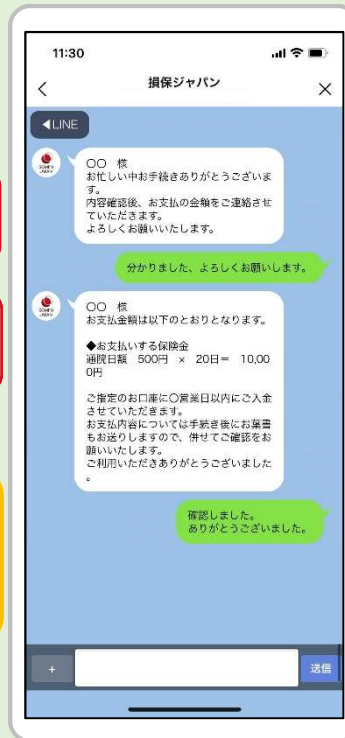 11:30
損保ジャパン
◀LINE
〇〇 様
お忙しい中お手続きありがとうございま
す。
内容確認後、お支払の金額をご連絡させ
ていただきます。
よろしくお願いいたします。
分かりました、よろしくお願いします。
〇〇 様
お支払金額は以下のとおりとなります。
◆お支払いする保険金
通院日額 500円 × 20日= 10,00
0円
ご指定のお口座に〇営業日以内にご入金
させていただきます。
お支払内容については手続き後にお葉書
もお送りしますので、併せてご確認をお
願いいたします。
ご利用いただきありがとうございました
。
確認しました。
ありがとうございました。
+
送信